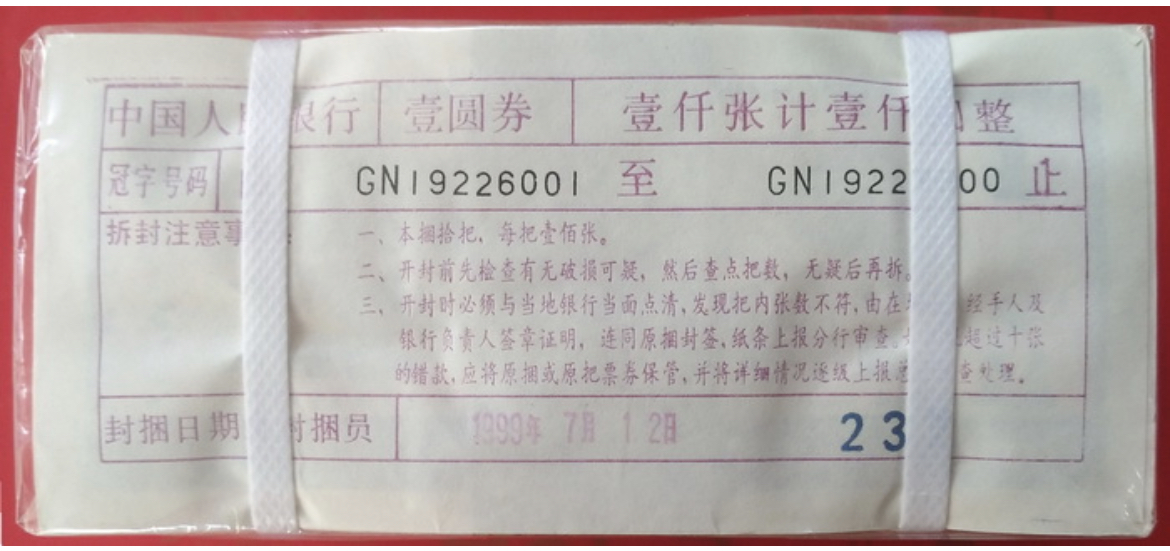 中国人 银行 壹圆券 壹仟张计壹仟 整
冠字号码 GN19226001 至 GN1922 00 止
拆封注意事 : 一、本捆拾把，每把壹佰张。
二、开封前先检查有无破损可疑，然后查点把数，无疑后再拆。
三、开封时必须与当地银行当面点清，发现把内张数不符，由在 经手人及
银行负责人签章证明，连同原捆封签、纸条上报分行审查。 超过十张
的错款，应将原捆或原把票券保管，并将详细情况逐级上报 查处理。
封捆日期 封捆员 1999年 7月 12日 23